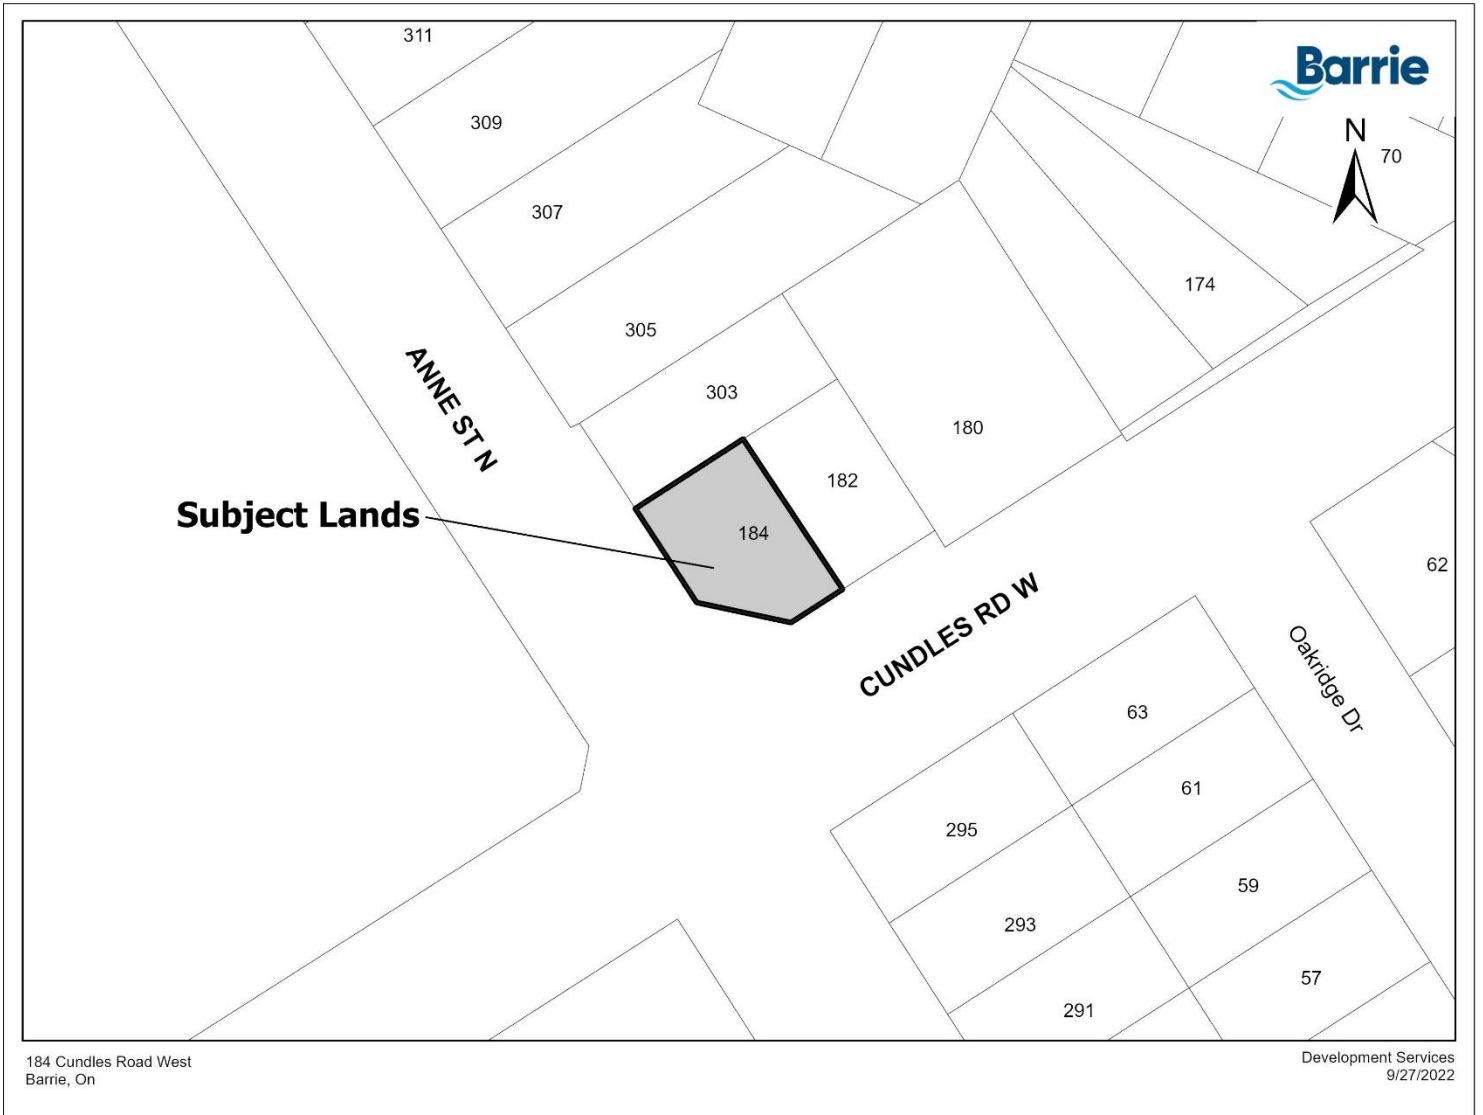 311
Barrie
309
N
70
307
174
305
ANNE ST N
303
180
182
Subject Lands
184
62
CUNDLES RD W
Oakridge Dr
63
61
295
59
293
57
291
184 Cundles Road West
Barrie, On
Development Services
9/27/2022